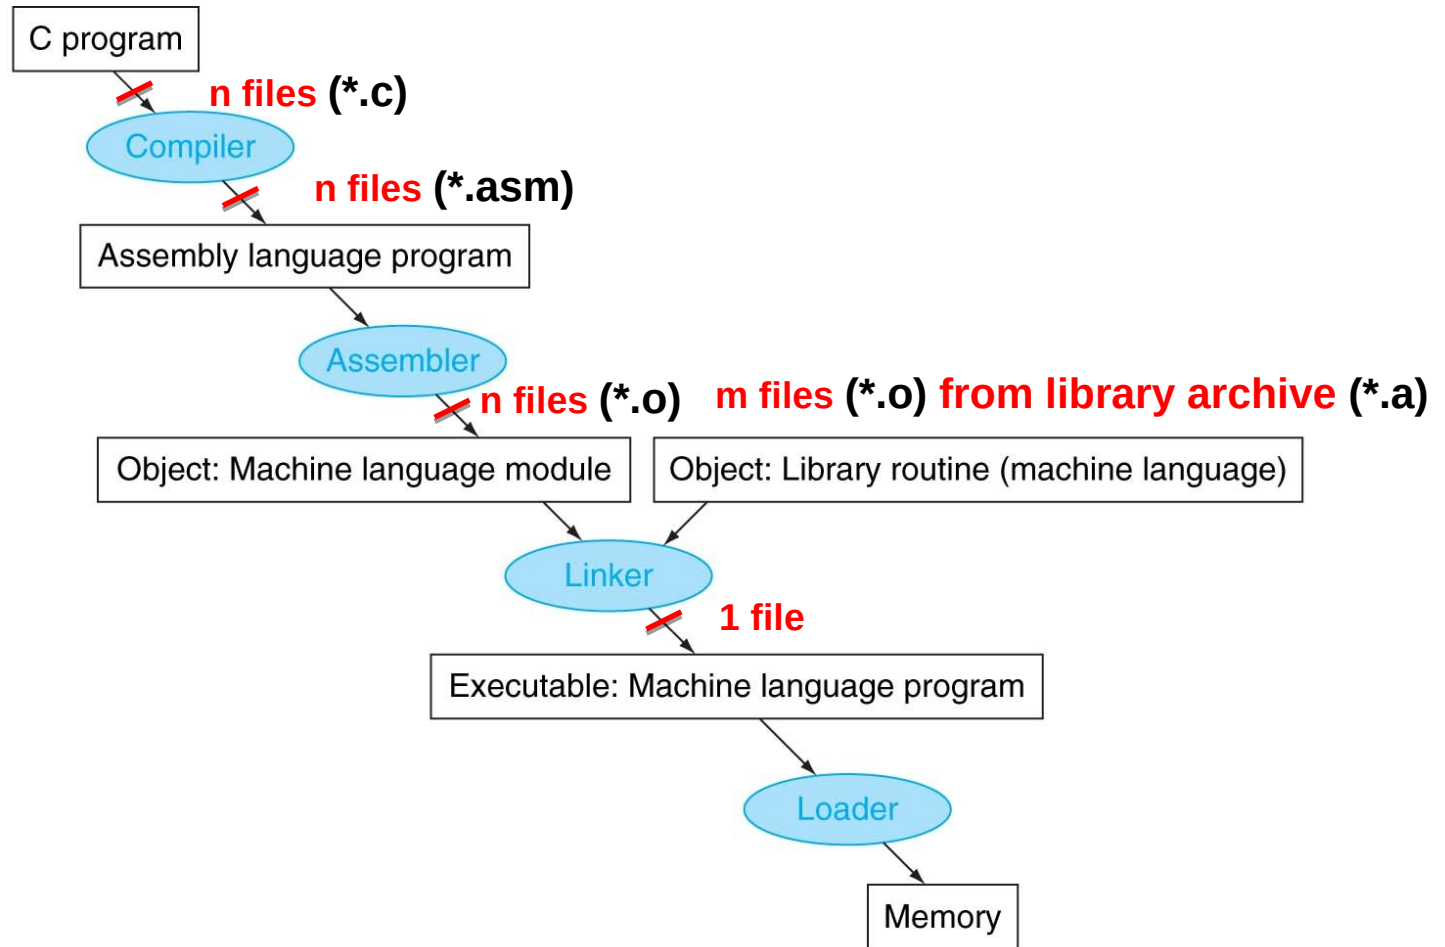 C program
n files (*.c)
Compiler
n files (*.asm)
Assembly language program
Assembler
n files (*.o) m files (*.o) from library archive (*.a)
Object: Machine language module Object: Library routine (machine language)
Linker
1 file
Executable: Machine language program
Loader
Memory